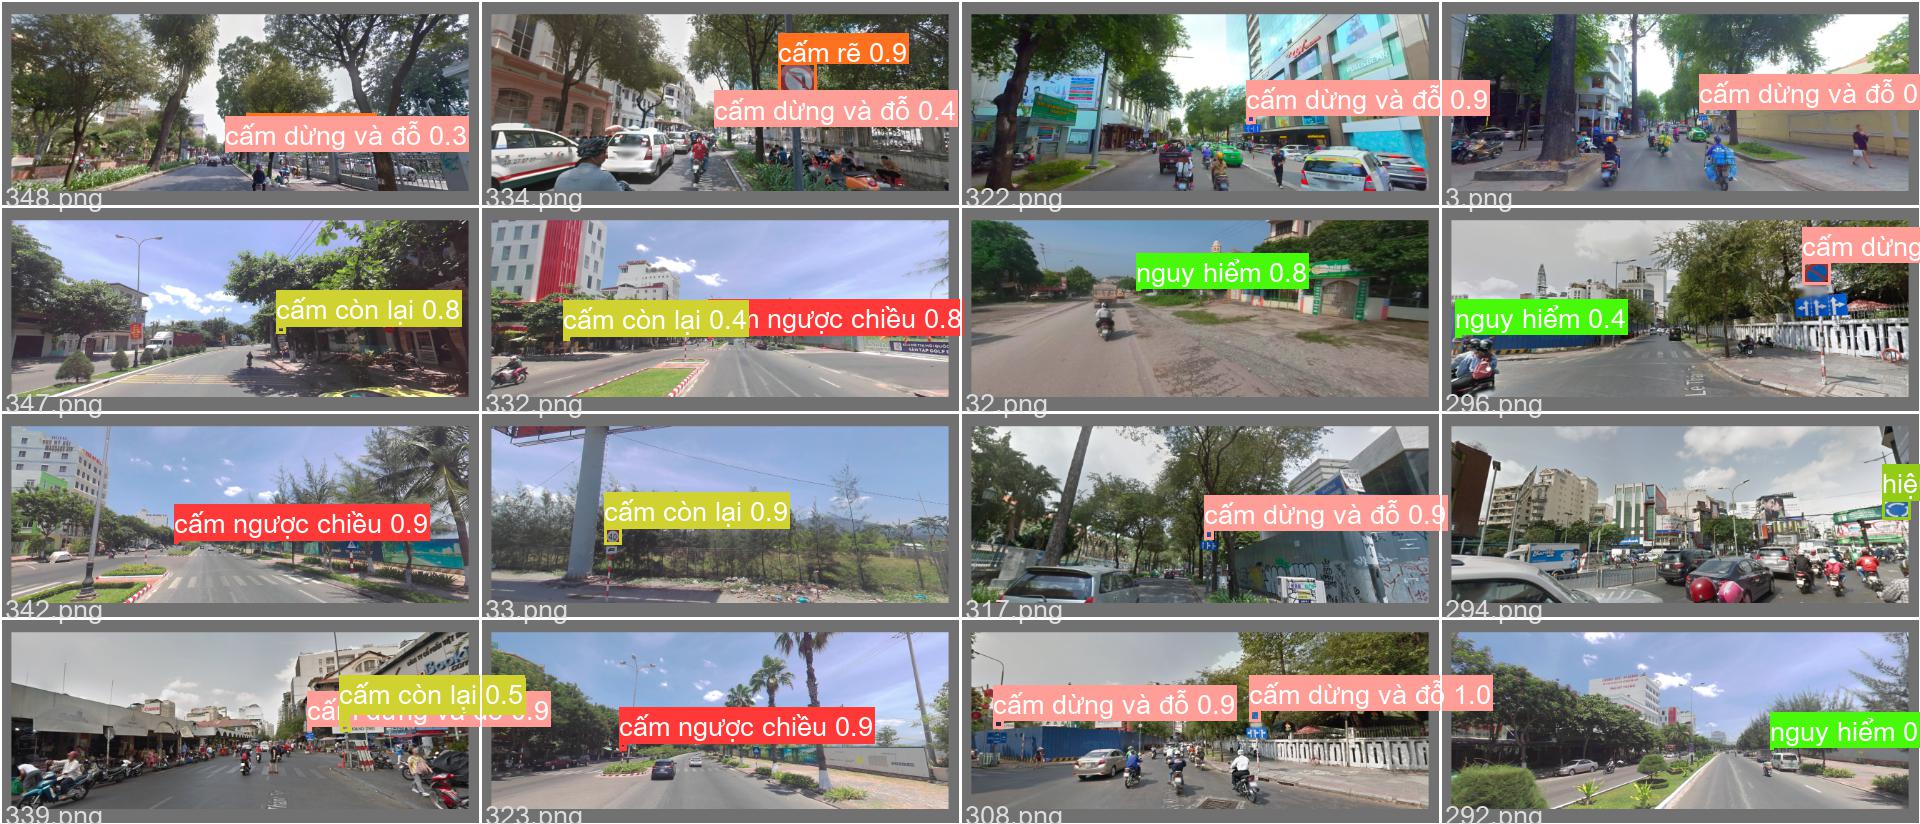 cấm dừng và đỗ 0.3
348.png
cấm rẽ 0.9
cấm dừng và đỗ 0.4
334.png
cấm dừng và đỗ 0.9
322.png
cấm dừng và đỗ 0
3.png
cấm còn lại 0.8
347.png
cấm còn lại 0.4
n ngược chiều 0.8
332.png
nguy hiểm 0.8
32.png
cấm dừng
nguy hiểm 0.4
296.png
cấm ngược chiều 0.9
342.png
cấm còn lại 0.9
33.png
cấm dừng và đỗ 0.9
317.png
hiệ
294.png
cấm còn lại 0.5
339.png
cấm ngược chiều 0.9
323.png
cấm dừng và đỗ 0.9
cấm dừng và đỗ 1.0
308.png
nguy hiểm 0
292.png